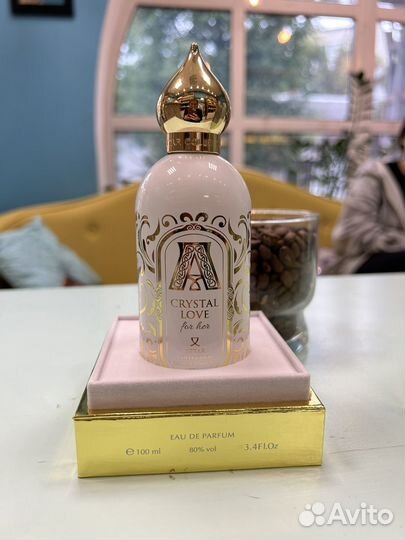 CRYSTAL
LOVE
for her
EAU DE PARFUM
℮ 100 ml 80% vol 3.4Fl.Oz
Avito